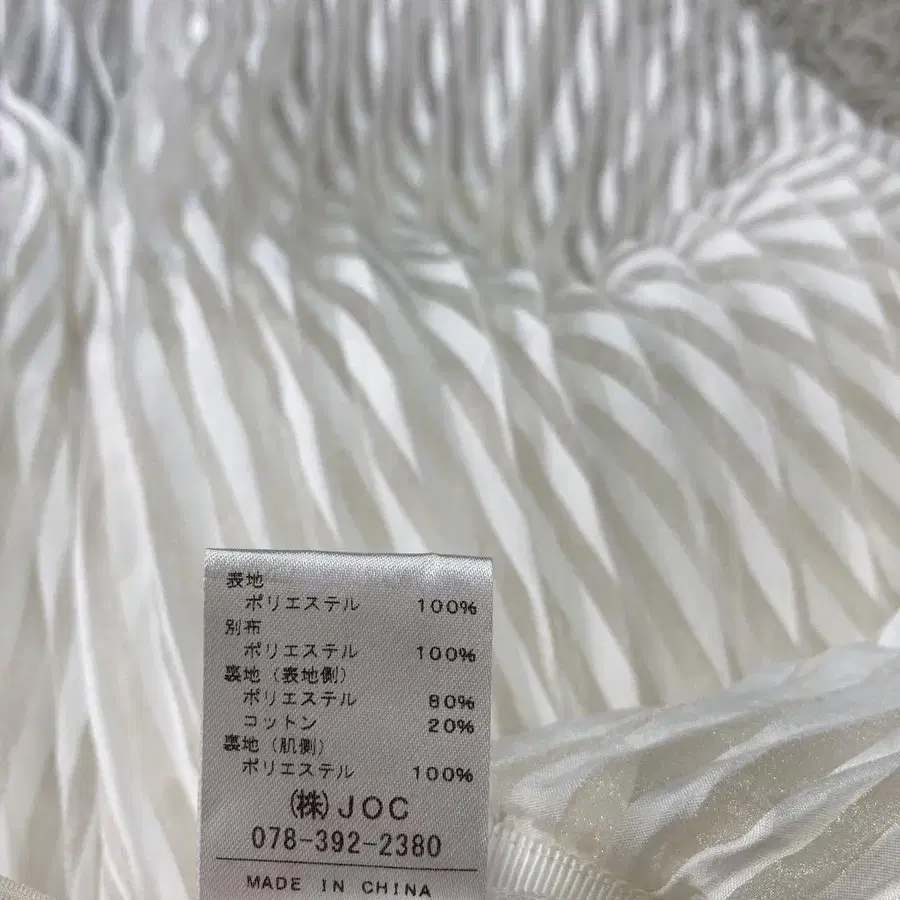 表地
ポリエステル 100%
別布
ポリエステル 100%
裏地(表地側)
ポリエステル 80%
コットン 20%
裏地(肌側)
ポリエステル 100%
(株)JOC
078-392-2380
MADE IN CHINA